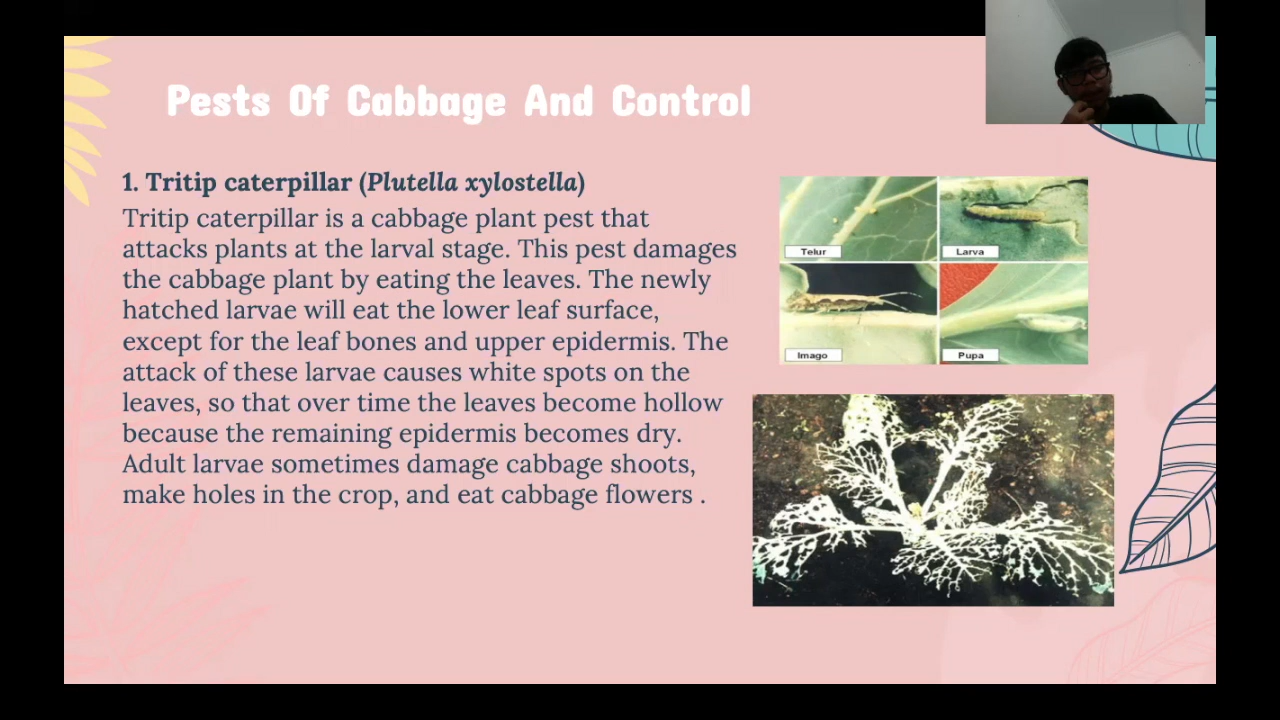 Pests Of Cabbage And Control
1. Tritip caterpillar (Plutella xylostella)
Tritip caterpillar is a cabbage plant pest that
attacks plants at the larval stage. This pest damages
the cabbage plant by eating the leaves. The newly
hatched larvae will eat the lower leaf surface,
except for the leaf bones and upper epidermis. The
attack of these larvae causes white spots on the
leaves, so that over time the leaves become hollow
because the remaining epidermis becomes dry.
Adult larvae sometimes damage cabbage shoots,
make holes in the crop, and eat cabbage flowers .
Telur
Larva
Imago
Pupa